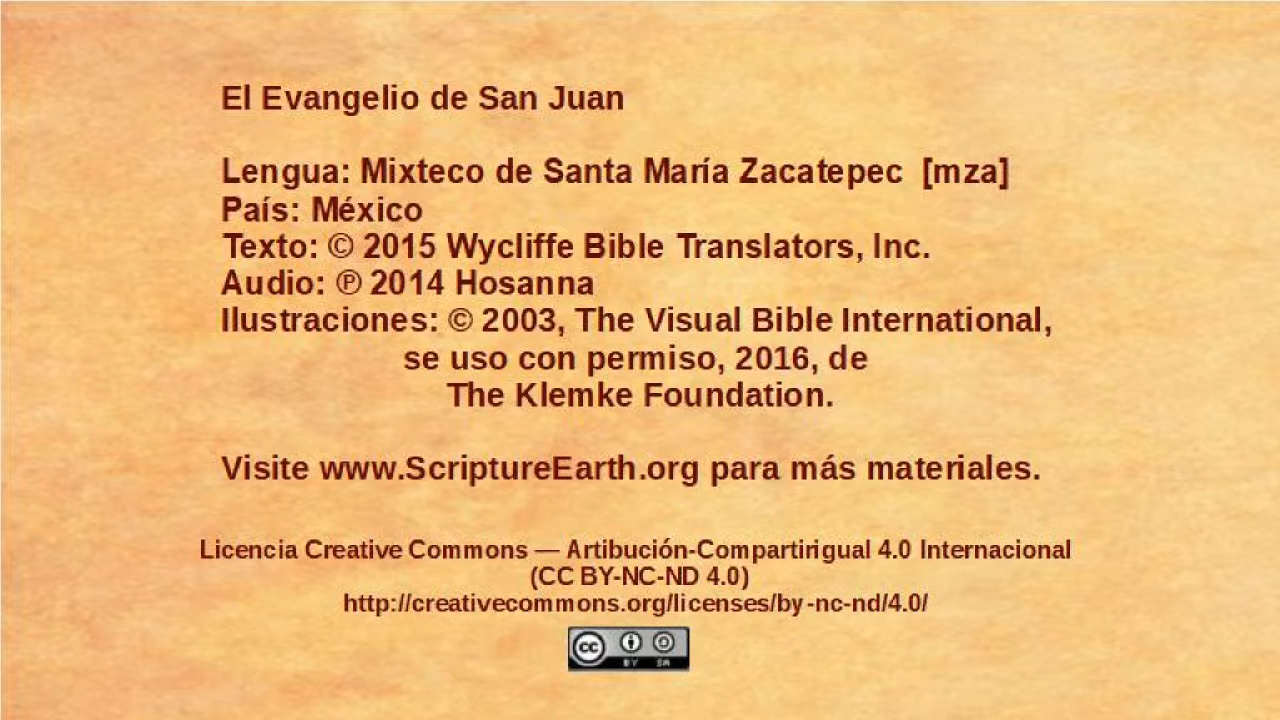 El Evangelio de San Juan
Lengua: Mixteco de Santa María Zacatepec [mza]
País: México
Texto: © 2015 Wycliffe Bible Translators, Inc.
Audio: ℗ 2014 Hosanna
Ilustraciones: © 2003, The Visual Bible International,
se uso con permiso, 2016, de
The Klemke Foundation.
Visite www.ScriptureEarth.org para más materiales.
Licencia Creative Commons — Artibución-Compartirigual 4.0 Internacional
(CC BY-NC-ND 4.0)
http://creativecommons.org/licenses/by-nc-nd/4.0/
cc
BY SA